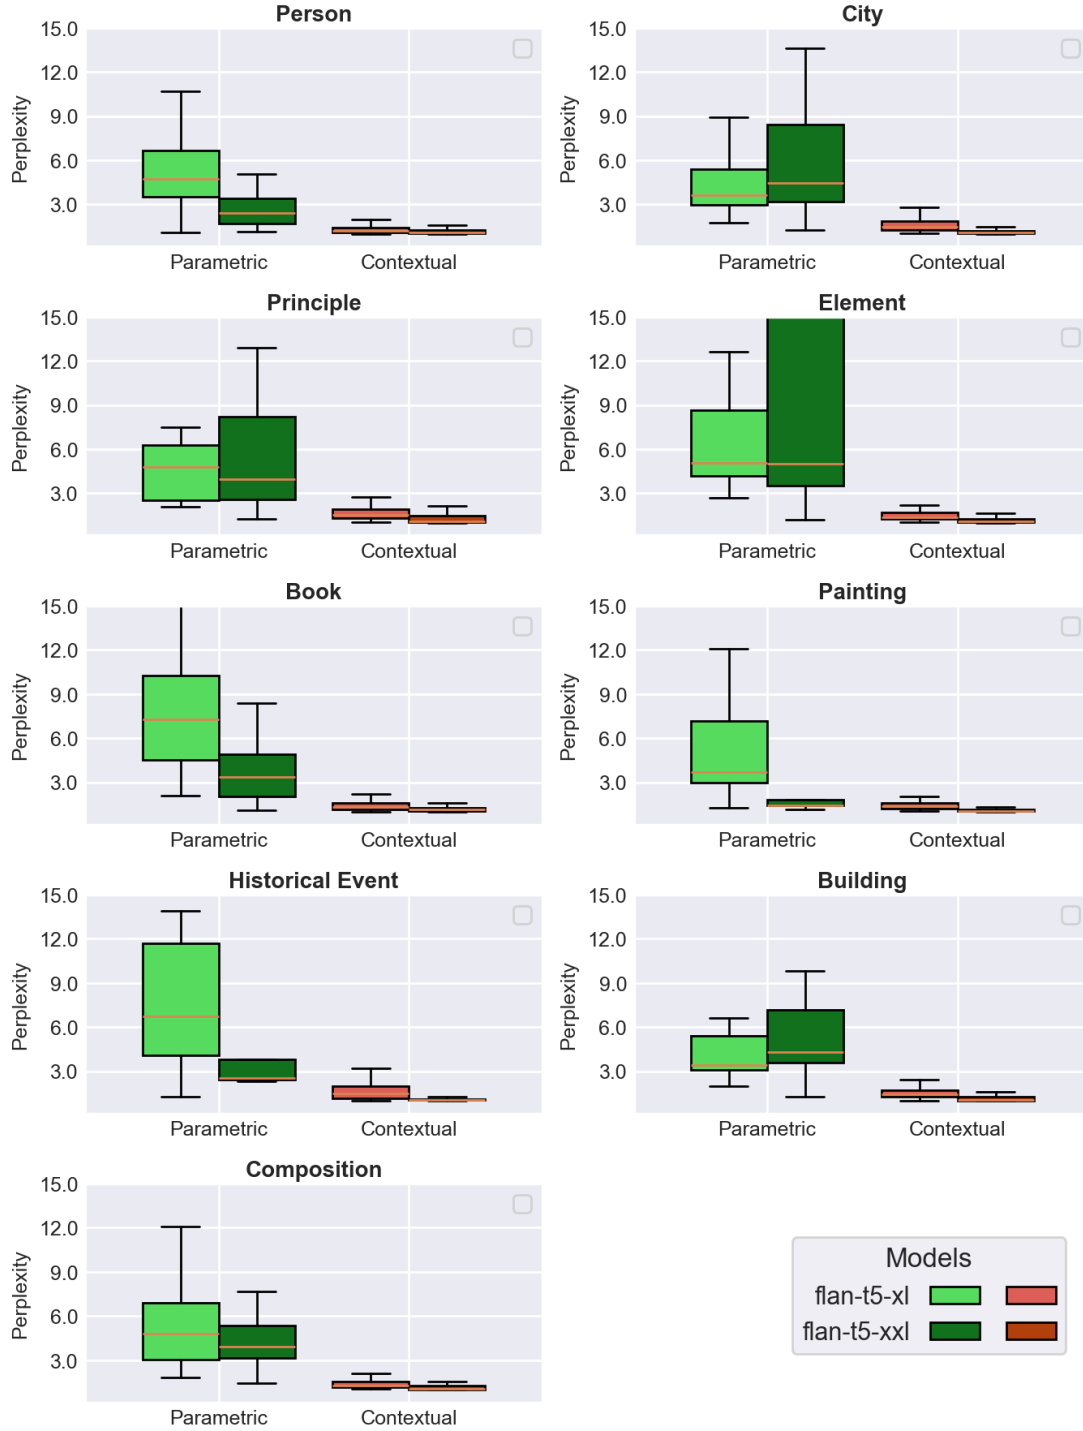 Person
City
Perplexity
15.0
12.0
9.0
6.0
3.0
Parametric
Contextual
Perplexity
15.0
12.0
9.0
6.0
3.0
Parametric
Contextual
Principle
Element
Perplexity
15.0
12.0
9.0
6.0
3.0
Parametric
Contextual
Perplexity
15.0
12.0
9.0
6.0
3.0
Parametric
Contextual
Book
Painting
Perplexity
15.0
12.0
9.0
6.0
3.0
Parametric
Contextual
Perplexity
15.0
12.0
9.0
6.0
3.0
Parametric
Contextual
Historical Event
Building
Perplexity
15.0
12.0
9.0
6.0
3.0
Parametric
Contextual
Perplexity
15.0
12.0
9.0
6.0
3.0
Parametric
Contextual
Composition
Perplexity
15.0
12.0
9.0
6.0
3.0
Parametric
Contextual
Models
flan-t5-xl
flan-t5-xxl